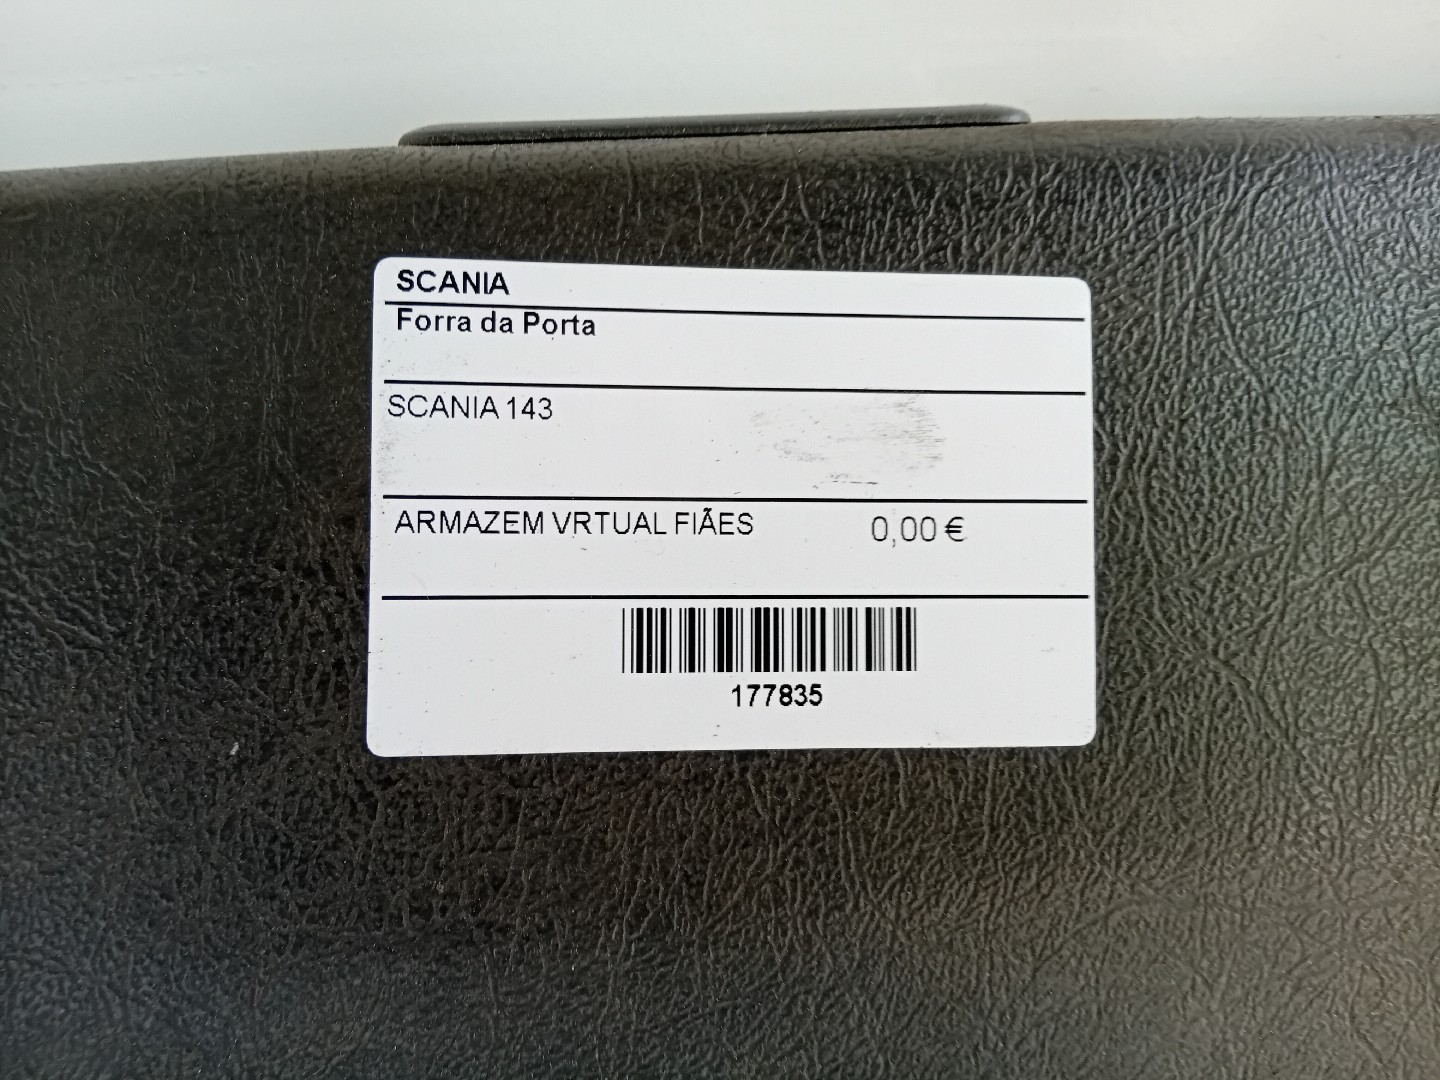 SCANIA
Forra da Porta
SCANIA 143
ARMAZEM VRTUAL FIÃES 0,00 €
177835